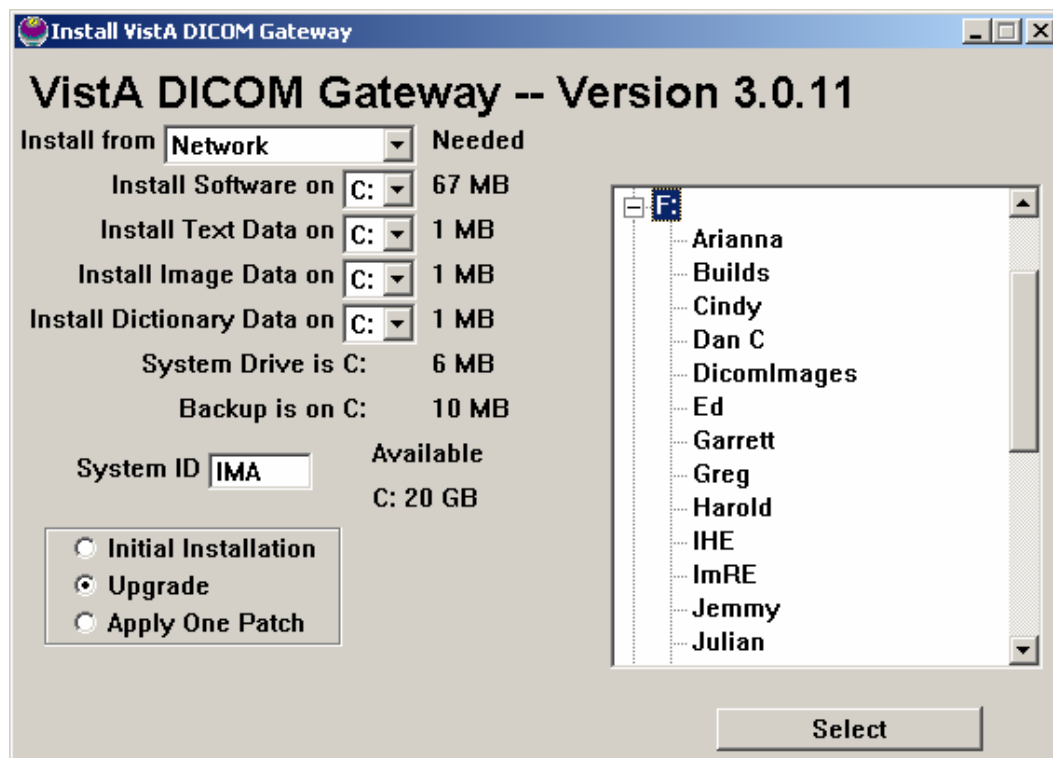 Install VistA DICOM Gateway
VistA DICOM Gateway -- Version 3.0.11
Install from Network Needed
Install Software on C: 67 MB
Install Text Data on C: 1 MB
Install Image Data on C: 1 MB
Install Dictionary Data on C: 1 MB
System Drive is C: 6 MB
Backup is on C: 10 MB
System ID IMA
Available
C: 20 GB
Initial Installation
Upgrade
Apply One Patch
F:
Arianna
Builds
Cindy
Dan C
DicomImages
Ed
Garrett
Greg
Harold
IHE
ImRE
Jemmy
Julian
Select